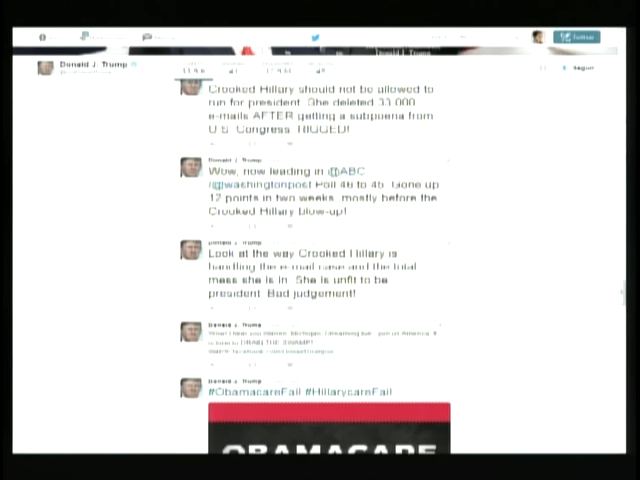 Donald J. Trump
Twittear
Donald J. Trump
Seguir
Crooked Hillary should not be allowed to
run for president. She deleted 33,000
e-mails AFTER getting a subpoena from
U.S. Congress. RIGGED!
Donald J. Trump
Wow, now leading in @ABC
/@washingtonpost Poll 46 to 45. Gone up
12 points in two weeks, mostly before the
Crooked Hillary blow-up!
Donald J. Trump
Look at the way Crooked Hillary is
handling the e-mail case and the total
mess she is in. She is unfit to be
president. Bad judgement!
Donald J. Trump
DRAIN THE SWAMP!
Donald J. Trump
#ObamacareFail #HillarycareFail
OBAMACARE